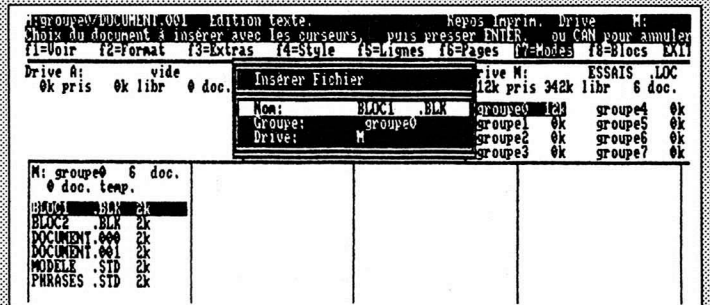 A:groupe0/DOCUMENT.001 Edition texte. Repos Imprim. Drive M:
Choix du document à insérer avec les curseurs, puis presser ENTER. ou CAN pour annuler
f1=Voir f2=Format f3=Extras f4=Style f5=Lignes f6=Pages f7=Modes f8=Blocs EXIT
Drive A: vide
0k pris 0k libr 0 doc.
Insérer Fichier
Nom: BLOC1 .BLK
Groupe: groupe0
Drive: M
rive M: ESSAIS .LOC
12k pris 342k libr 6 doc.
groupe0 12k groupe4 0k
groupe1 0k groupe5 0k
groupe2 0k groupe6 0k
groupe3 0k groupe7 0k
M: groupe0 6 doc.
0 doc. temp.
BLOC1 .BLK 2k
BLOC2 .BLK 2k
DOCUMENT.000 2k
DOCUMENT.001 2k
MODELE .STD 2k
PHRASES .STD 2k